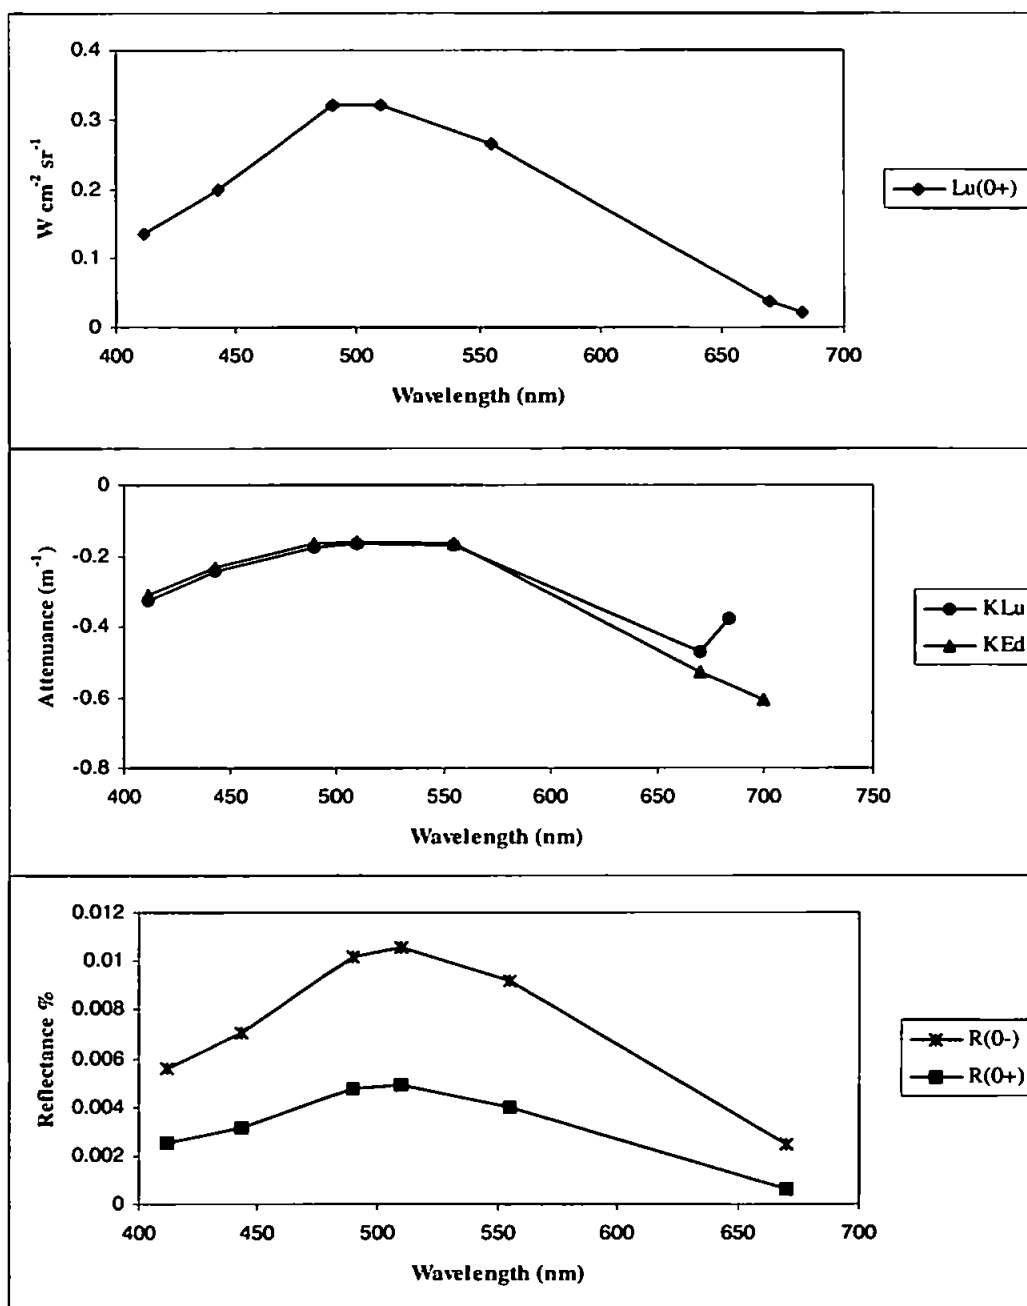 0.4
0.3
0.2
0.1
0
W cm-2 sr-1
400 450 500 550 600 650 700
Wavelength (nm)
Lu(0+)
0
-0.2
-0.4
-0.6
-0.8
Attenuance (m-1)
400 450 500 550 600 650 700 750
Wavelength (nm)
KLu
KEd
0.012
0.01
0.008
0.006
0.004
0.002
0
Reflectance %
400 450 500 550 600 650 700
Wavelength (nm)
R(0-)
R(0+)